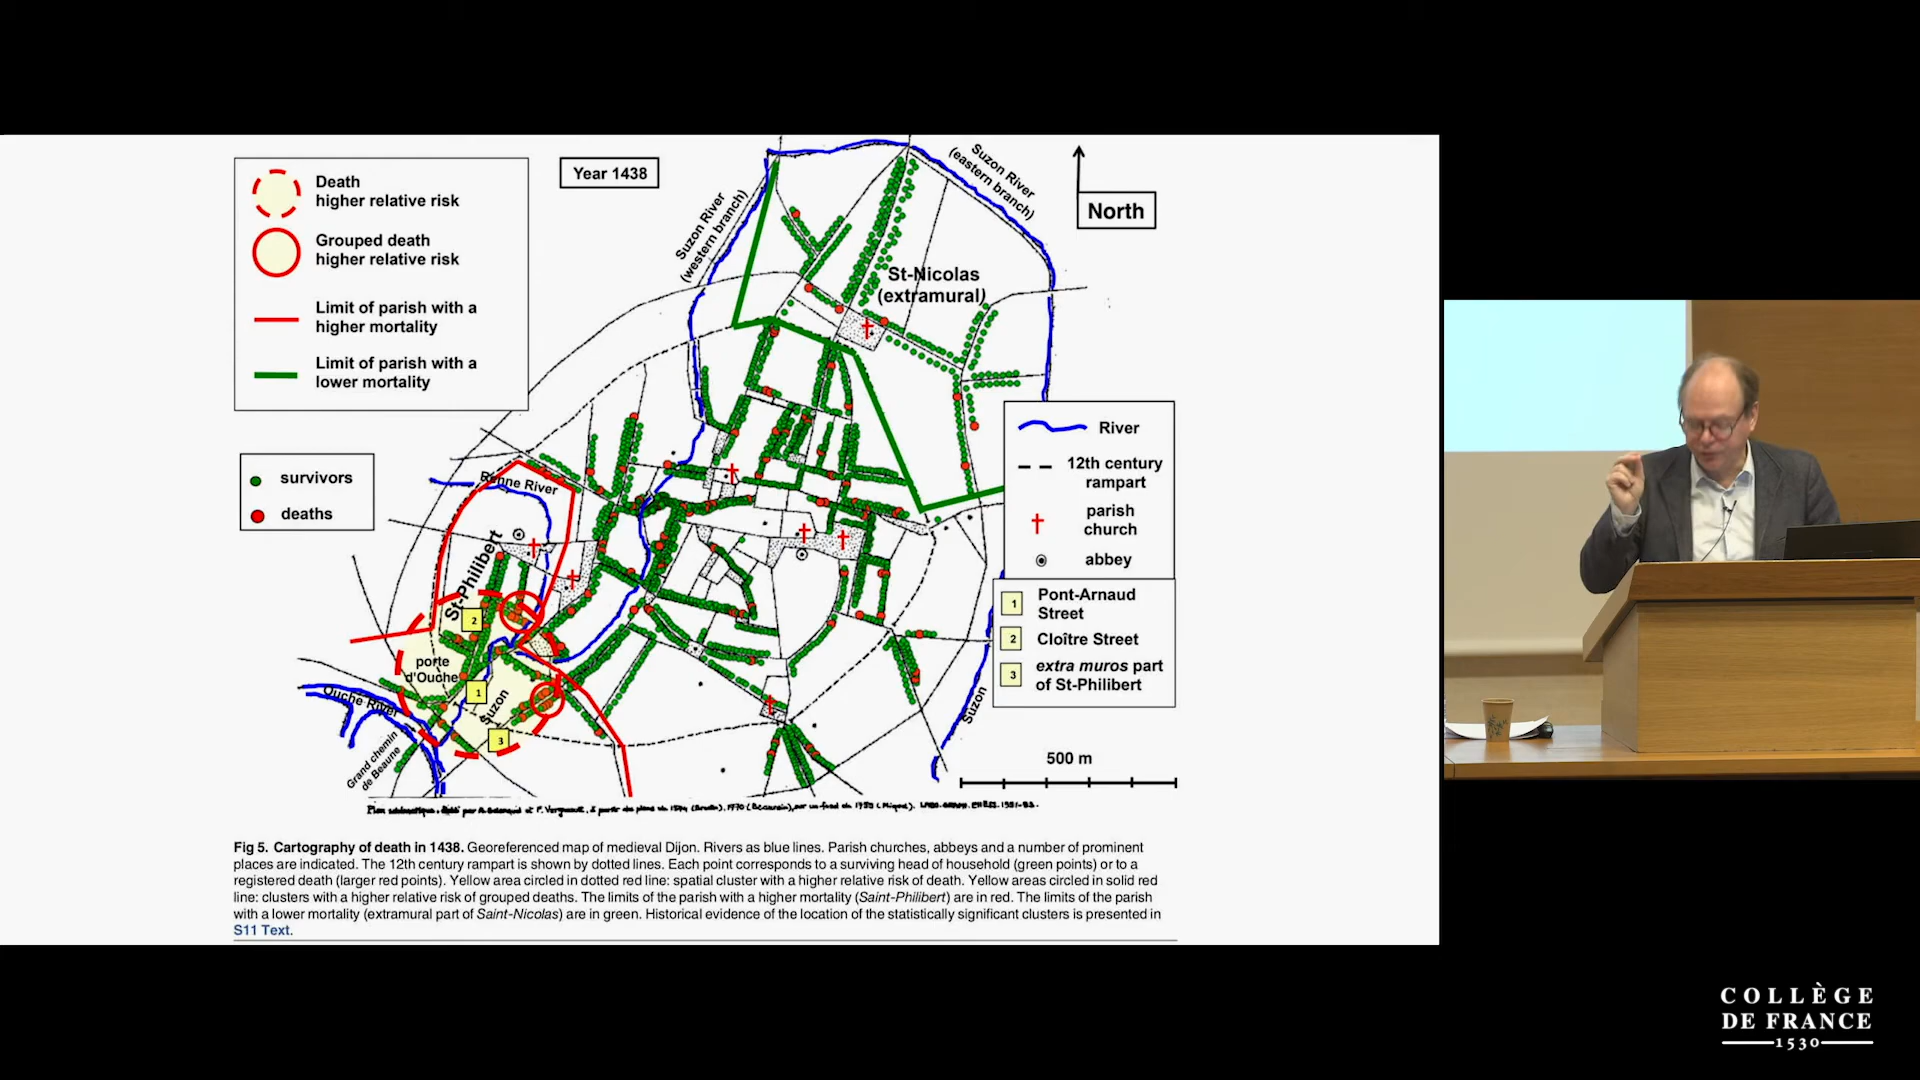 Death
higher relative risk
Grouped death
higher relative risk
Limit of parish with a
higher mortality
Limit of parish with a
lower mortality
survivors
deaths
Year 1438
North
Suzon River
(western branch)
Suzon River
(eastern branch)
St-Nicolas
(extramural)
Renne River
St-Philibert
2
porte
d'Ouche
1
Suzon
3
Ouche River
Grand chemin
de Beaune
Suzon
River
12th century
rampart
parish
church
abbey
1 Pont-Arnaud
Street
2 Cloître Street
3 extra muros part
of St-Philibert
500 m
Fig 5. Cartography of death in 1438. Georeferenced map of medieval Dijon. Rivers as blue lines. Parish churches, abbeys and a number of prominent
places are indicated. The 12th century rampart is shown by dotted lines. Each point corresponds to a surviving head of household (green points) or to a
registered death (larger red points). Yellow area circled in dotted red line: spatial cluster with a higher relative risk of death. Yellow areas circled in solid red
line: clusters with a higher relative risk of grouped deaths. The limits of the parish with a higher mortality (Saint-Philibert) are in red. The limits of the parish
with a lower mortality (extramural part of Saint-Nicolas) are in green. Historical evidence of the location of the statistically significant clusters is presented in
S11 Text.
COLLÈGE
DE FRANCE
1530